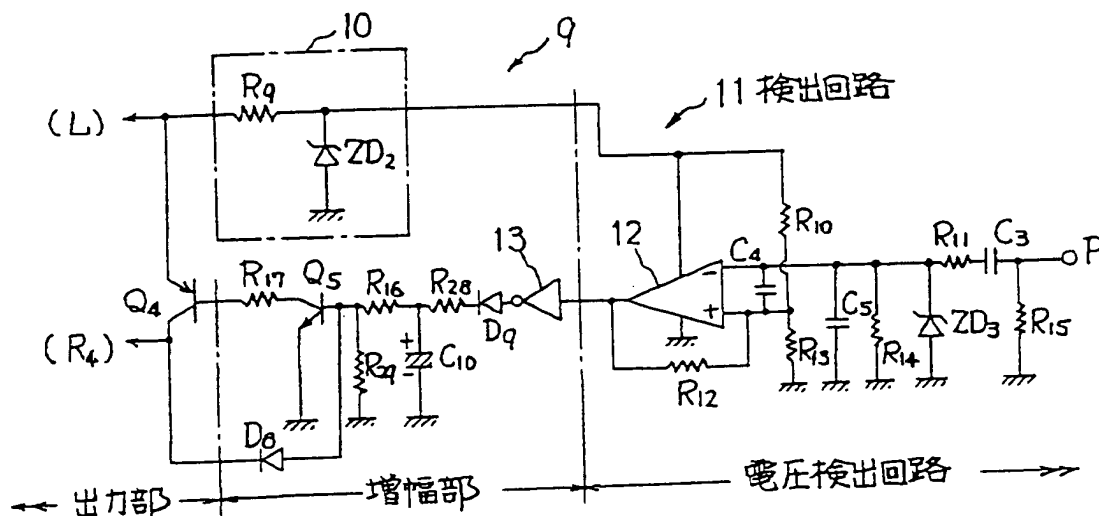 10
9
R9
(L)
ZD2
11 検出回路
13
12
R10
C4
R11
C3
P
R17
Q5
R16
R28
Q4
D9
C5
ZD3
R15
(R4)
R29
+
-
C10
-
+
R13
R14
R12
D8
出力部
増幅部
電圧検出回路